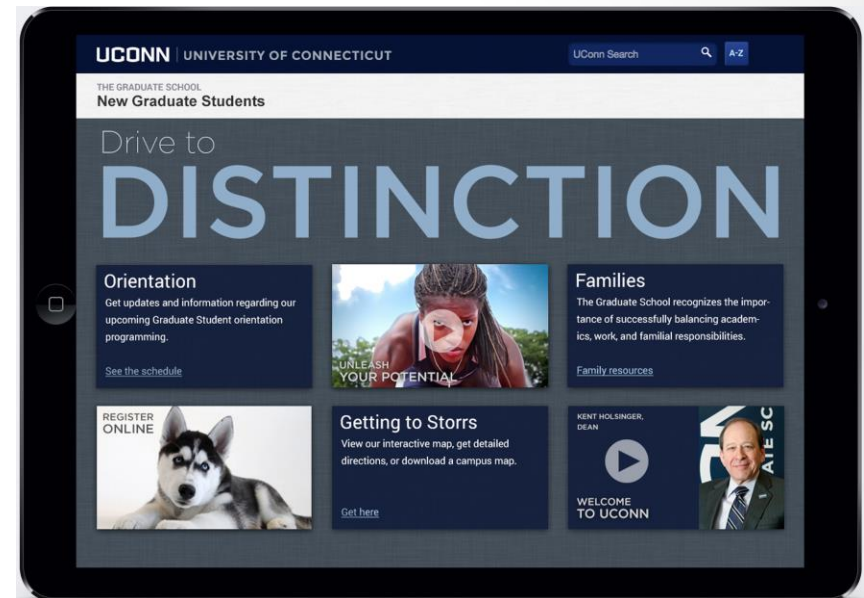 UCONN UNIVERSITY OF CONNECTICUT
UConn Search
A-Z
THE GRADUATE SCHOOL
New Graduate Students
Drive to
DISTINCTION
Orientation
Get updates and information regarding our
upcoming Graduate Student orientation
programming.
See the schedule
UNLEASH
YOUR POTENTIAL
Families
The Graduate School recognizes the impor-
tance of successfully balancing academ-
ics, work, and familial responsibilities.
Family resources
REGISTER
ONLINE
Getting to Storrs
View our interactive map, get detailed
directions, or download a campus map.
Get here
KENT HOLSINGER,
DEAN
WELCOME
TO UCONN
ATE SC